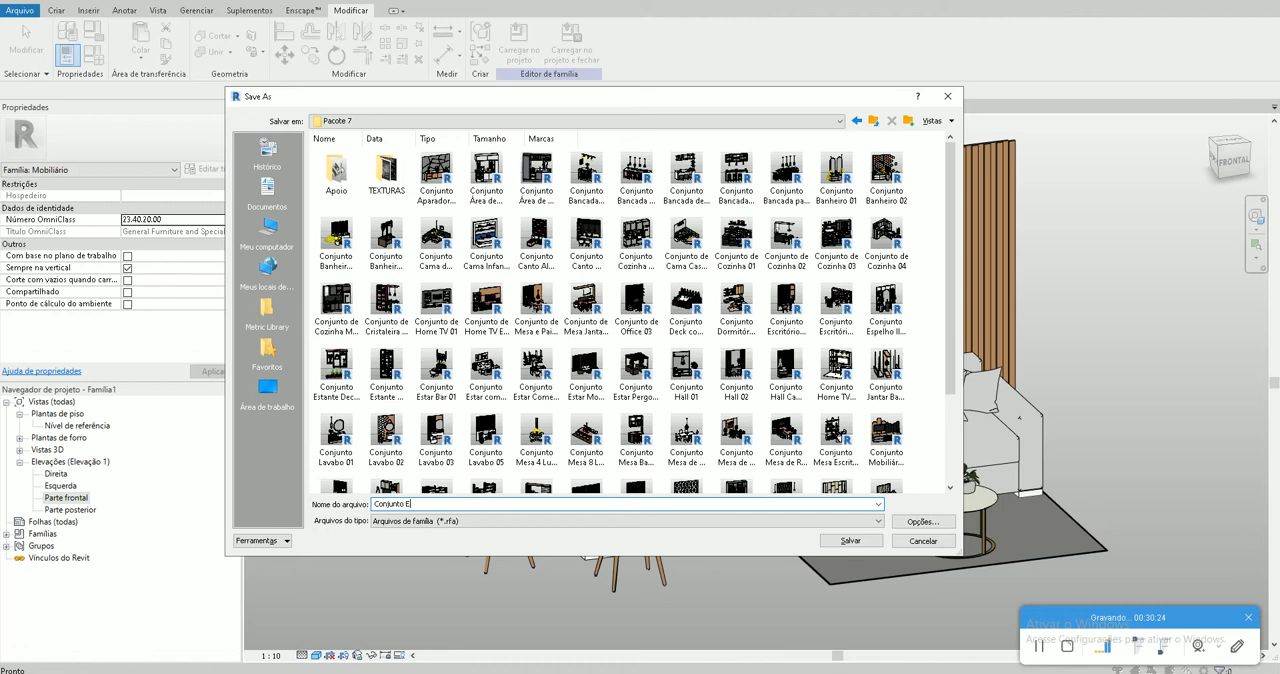 Arquivo Criar Inserir Anotar Vista Gerenciar Suplementos Enscape™ Modificar
Modificar
Colar
Cortar
Unir
Carregar no projeto
Carregar no projeto e fechar
Selecionar Propriedades Área de transferência Geometria Modificar Medir Criar Editor de família
Propriedades
Família: Mobiliário
Editar ti
Restrições
Hospedeiro
Dados de identidade
Número OmniClass 23.40.20.00
Título OmniClass General Furniture and Special
Outros
Com base no plano de trabalho
Sempre na vertical
Corte com vazios quando carr...
Compartilhado
Ponto de cálculo do ambiente
Ajuda de propriedades Aplica
Navegador de projeto - Família1
Vistas (todas)
Plantas de piso
Nível de referência
Plantas de forro
Vistas 3D
Elevações (Elevação 1)
Direita
Esquerda
Parte frontal
Parte posterior
Folhas (todas)
Famílias
Grupos
Vínculos do Revit
Save As
Salvar em: Pacote 7 Vistas
Histórico
Documentos
Meu computador
Meus locais de...
Metric Library
Favoritos
Área de trabalho
Nome Data Tipo Tamanho Marcas
Apoio TEXTURAS Conjunto Conjunto Conjunto Conjunto Conjunto Conjunto Conjunto Conjunto Conjunto Conjunto
Aparador... Área de... Área de ... Bancada... Bancada ... Bancada de... Bancada ... Bancada pa... Banheiro 01 Banheiro 02
Conjunto Conjunto Conjunto Conjunto Conjunto Conjunto Conjunto Conjunto Conjunto Conjunto Conjunto Conjunto
Banheir... Banheir... Cama d... Cama Infan... Canto Al... Canto ... Cozinha ... Cama Cas... Cozinha 01 Cozinha 02 Cozinha 03 Cozinha 04
Conjunto de Conjunto de Conjunto de Conjunto de Conjunto de Conjunto de Conjunto de Conjunto Conjunto Conjunto Conjunto Conjunto
Cozinha M... Cristaleira ... Home TV 01 Home TV E... Mesa e Pai... Mesa Janta... Office 03 Deck co... Dormitór... Escritório... Escritóri... Espelho Il...
Conjunto Conjunto Conjunto Conjunto Conjunto Conjunto Conjunto Conjunto Conjunto Conjunto Conjunto Conjunto
Estante Dec... Estante ... Estar Bar 01 Estar com... Estar Come... Estar Mo... Estar Pergo... Hall 01 Hall 02 Hall Ca... Home TV... Jantar Ba...
Conjunto Conjunto Conjunto Conjunto Conjunto Conjunto Conjunto Conjunto Conjunto Conjunto Conjunto Conjunto
Lavabo 01 Lavabo 02 Lavabo 03 Lavabo 05 Mesa 4 Lu... Mesa 8 L... Mesa Ba... Mesa de ... Mesa de ... Mesa de R... Mesa Escrit... Mobiliár...
Nome do arquivo: Conjunto E
Arquivos do tipo: Arquivos de família (*.rfa) Opções...
Ferramentas Salvar Cancelar
FRONTAL
1 : 10
Pronto
Gravando... 00:30:24
Ativar o Windows
Acesse Configurações para ativar o Windows.
:0